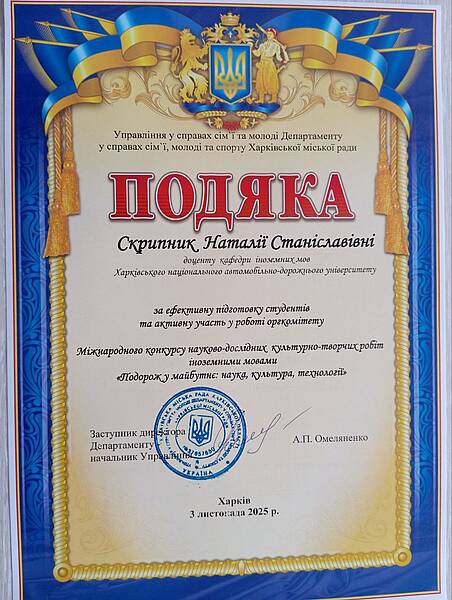 Управління у справах сім´ї та молоді Департаменту
у справах сім´ї, молоді та спорту Харківської міської ради
ПОДЯКА
Скрипник Наталії Станіславівні
доценту кафедри іноземних мов
Харківського національного автомобільно-дорожнього університету
за ефективну підготовку студентів
та активну участь у роботі оргкомітету
Міжнародного конкурсу науково-дослідних культурно-творчих робіт
іноземними мовами
«Подорож у майбутнє: наука, культура, технології»
Заступник директора
Департаменту
начальник Управління
А.П. Омеляненко
УКРАЇНА
Харків
3 листопада 2025 р.